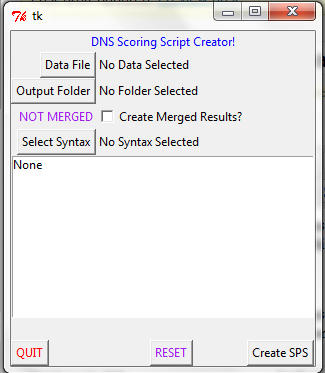 tk
DNS Scoring Script Creator!
Data File No Data Selected
Output Folder No Folder Selected
NOT MERGED Create Merged Results?
Select Syntax No Syntax Selected
None
QUIT RESET Create SPS